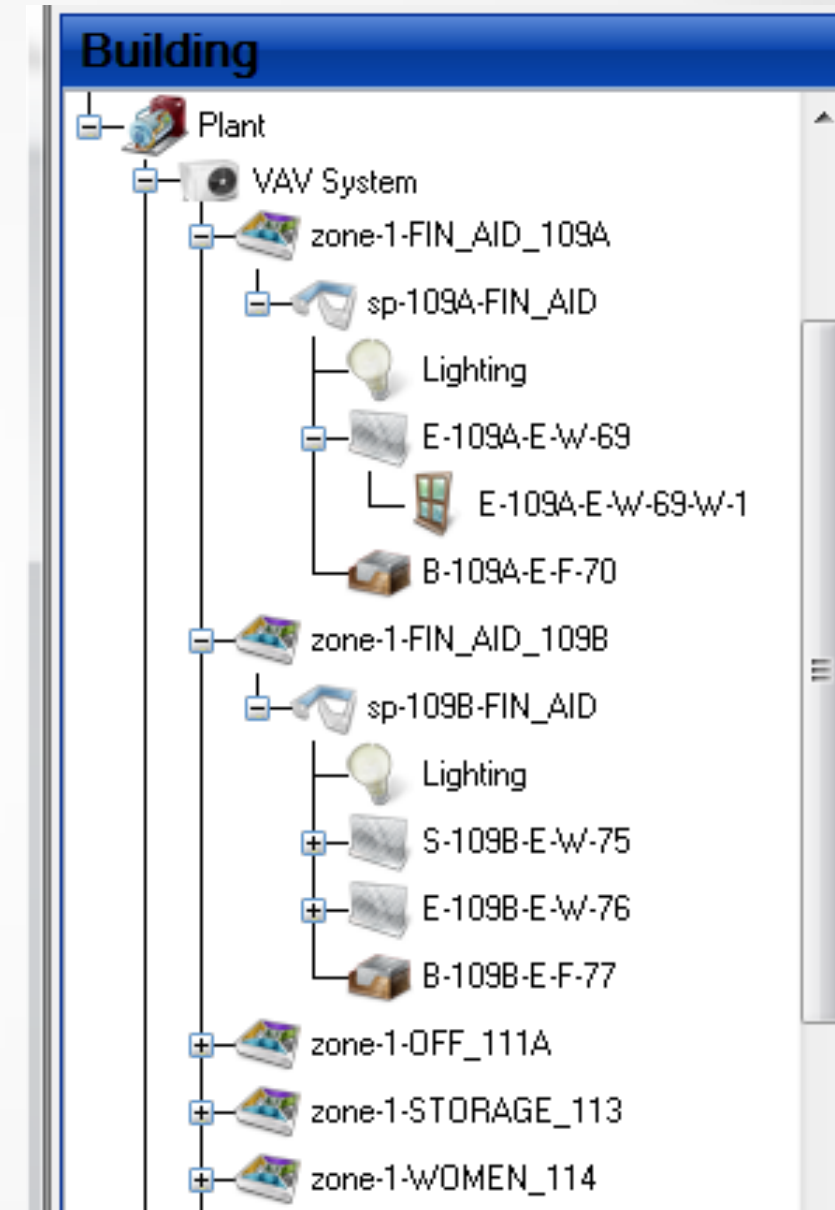 Building
Plant
VAV System
zone-1-FIN_AID_109A
sp-109A-FIN_AID
Lighting
E-109A-E-W-69
E-109A-E-W-69-W-1
B-109A-E-F-70
zone-1-FIN_AID_109B
sp-109B-FIN_AID
Lighting
S-109B-E-W-75
E-109B-E-W-76
B-109B-E-F-77
zone-1-OFF_111A
zone-1-STORAGE_113
zone-1-WOMEN_114